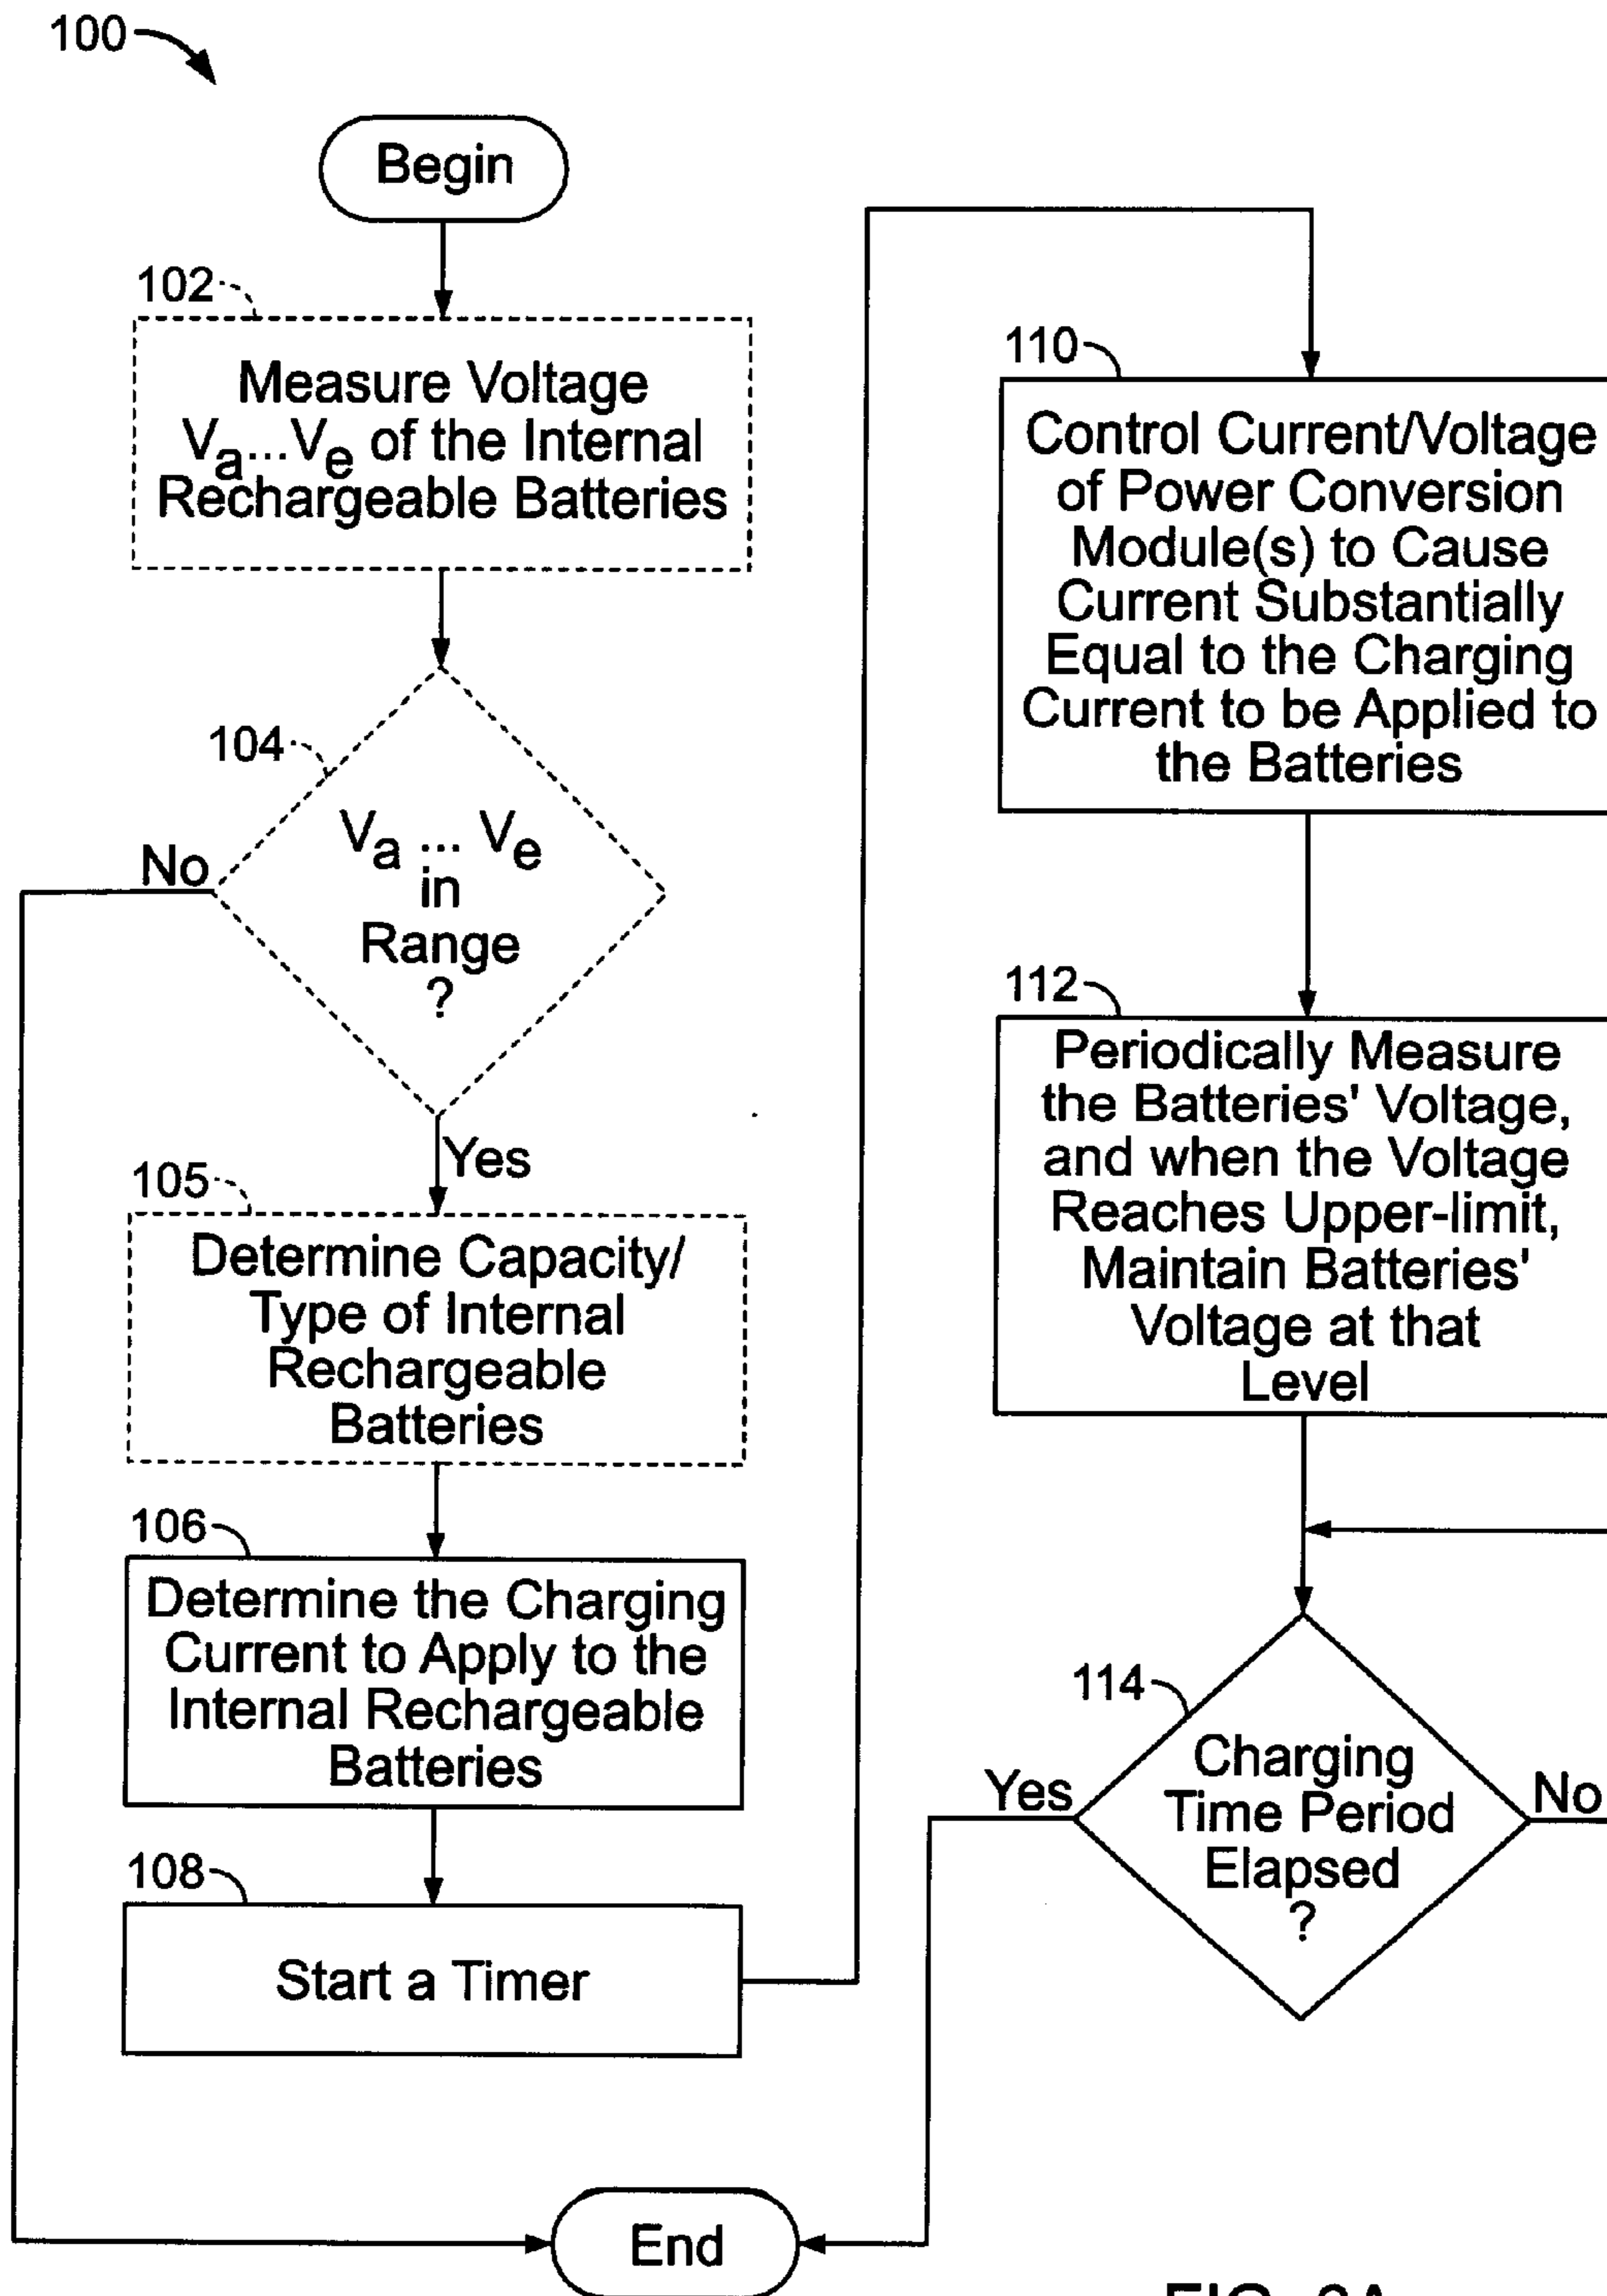 100
Begin
102
Measure Voltage
Va...Ve of the Internal
Rechargeable Batteries
104
Va ... Ve
in
Range
?
No
Yes
105
Determine Capacity/
Type of Internal
Rechargeable
Batteries
106
Determine the Charging
Current to Apply to the
Internal Rechargeable
Batteries
108
Start a Timer
110
Control Current/Voltage
of Power Conversion
Module(s) to Cause
Current Substantially
Equal to the Charging
Current to be Applied to
the Batteries
112
Periodically Measure
the Batteries' Voltage,
and when the Voltage
Reaches Upper-limit,
Maintain Batteries'
Voltage at that
Level
114
Charging
Time Period
Elapsed
?
Yes
No
End